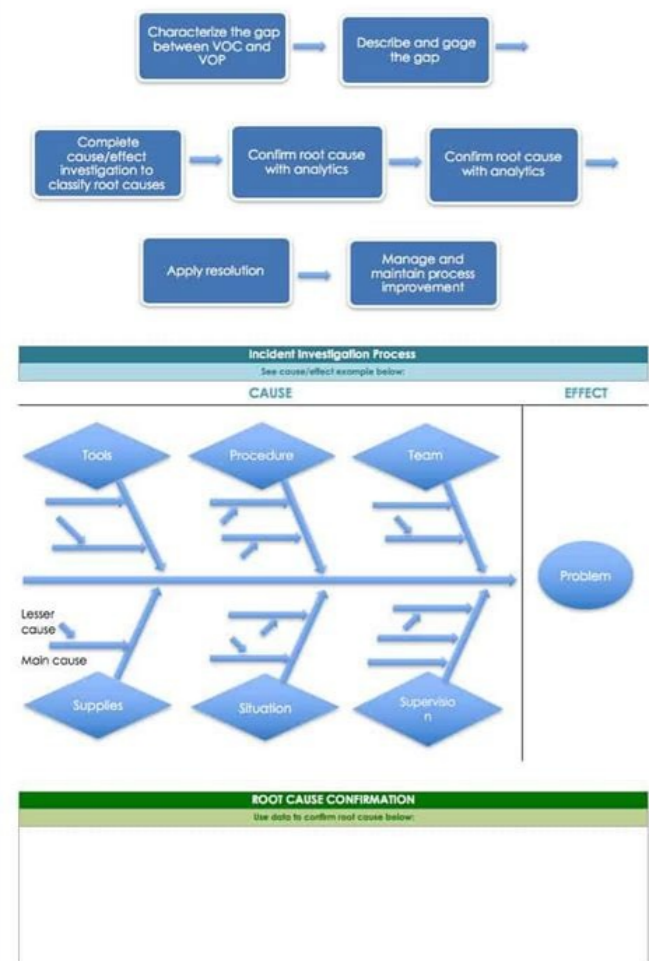 Characterize the gap
between VOC and
VOP
Describe and gage
the gap
Complete
cause/effect
investigation to
classify root causes
Confirm root cause
with analytics
Confirm root cause
with analytics
Apply resolution
Manage and
maintain process
improvement
Incident Investigation Process
See cause/effect example below:
CAUSE
EFFECT
Tools
Procedure
Team
Problem
Lesser
cause
Main cause
Supplies
Situation
Supervisio
n
ROOT CAUSE CONFIRMATION
Use data to confirm root cause below: